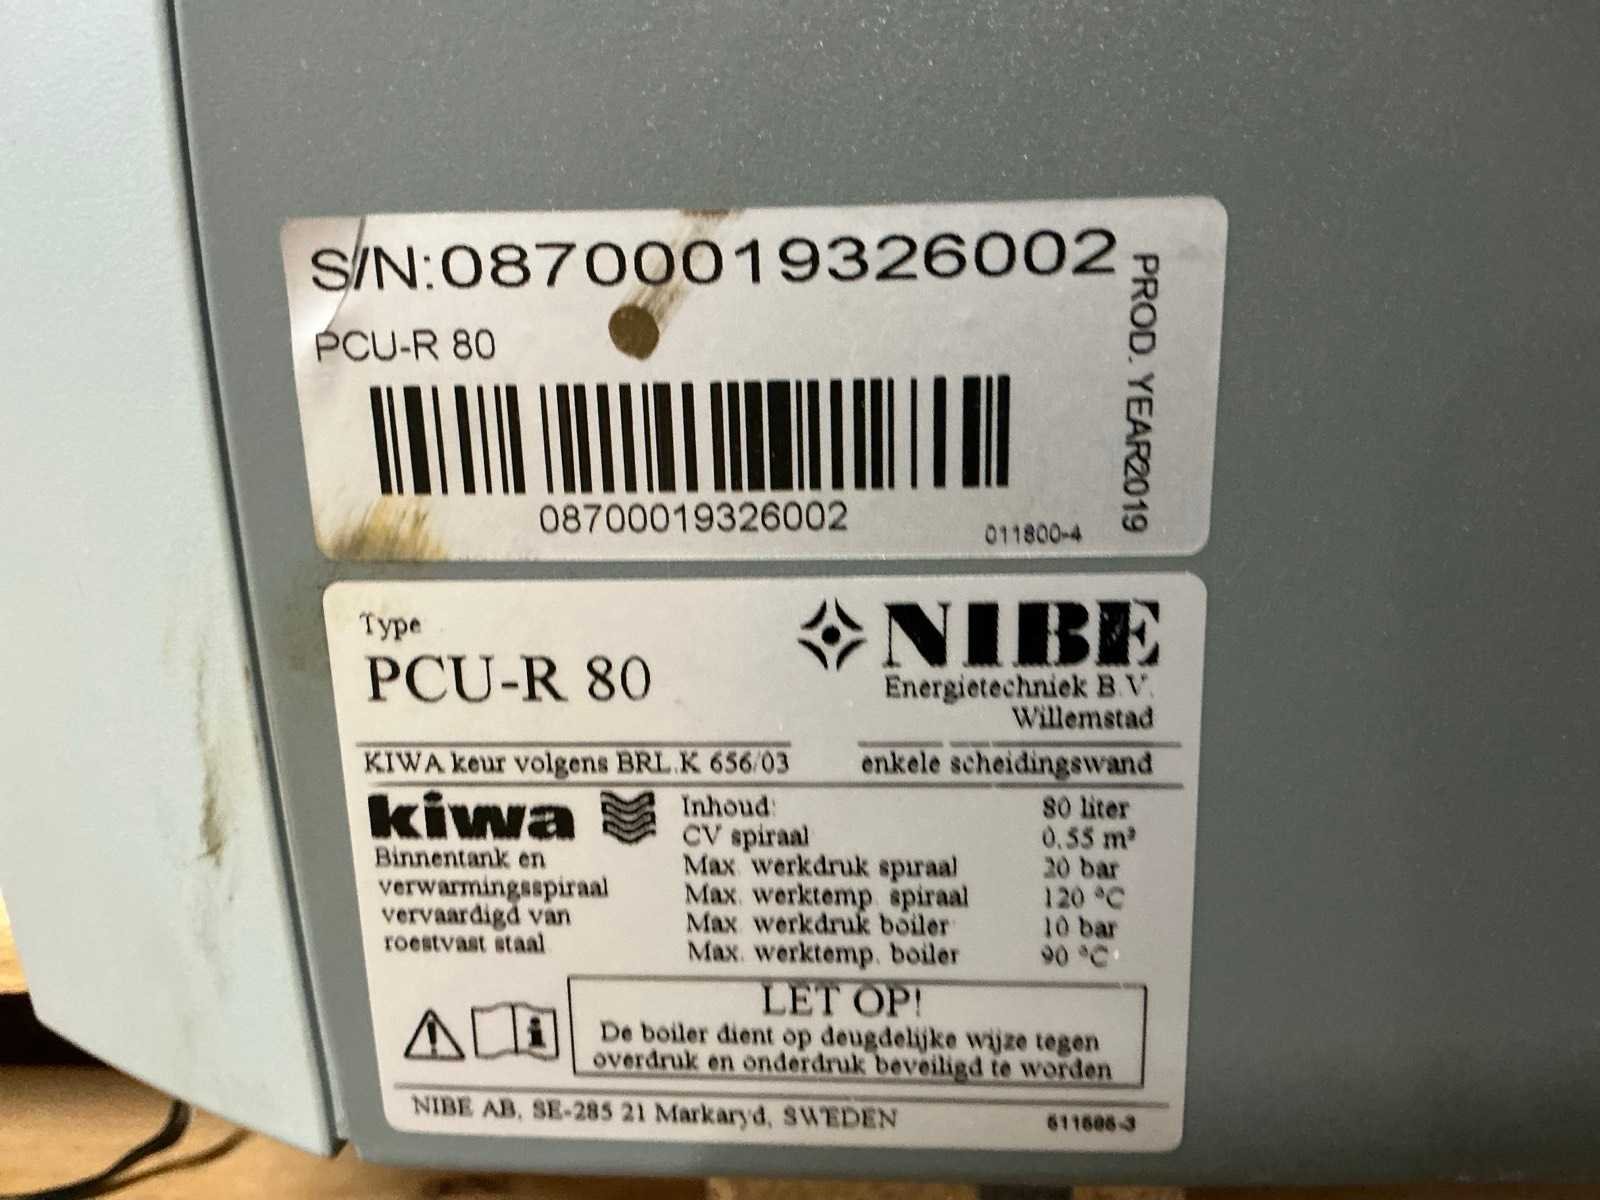 S/N:08700019326002
PCU-R 80
PROD. YEAR2019
08700019326002
011800-4
Type
PCU-R 80
NIBE
Energietechniek B.V.
Willemstad
KIWA keur volgens BRL.K 656/03
enkele scheidingswand
kiwa
Binnentank en
verwarmingsspiraal
vervaardigd van
roestvast staal
Inhoud: 80 liter
CV spiraal 0.55 m²
Max. werkdruk spiraal 20 bar
Max. werktemp. spiraal 120 °C
Max. werkdruk boiler 10 bar
Max. werktemp. boiler 90 °C
LET OP!
De boiler dient op deugdelijke wijze tegen
overdruk en onderdruk beveiligd te worden
NIBE AB, SE-285 21 Markaryd, SWEDEN